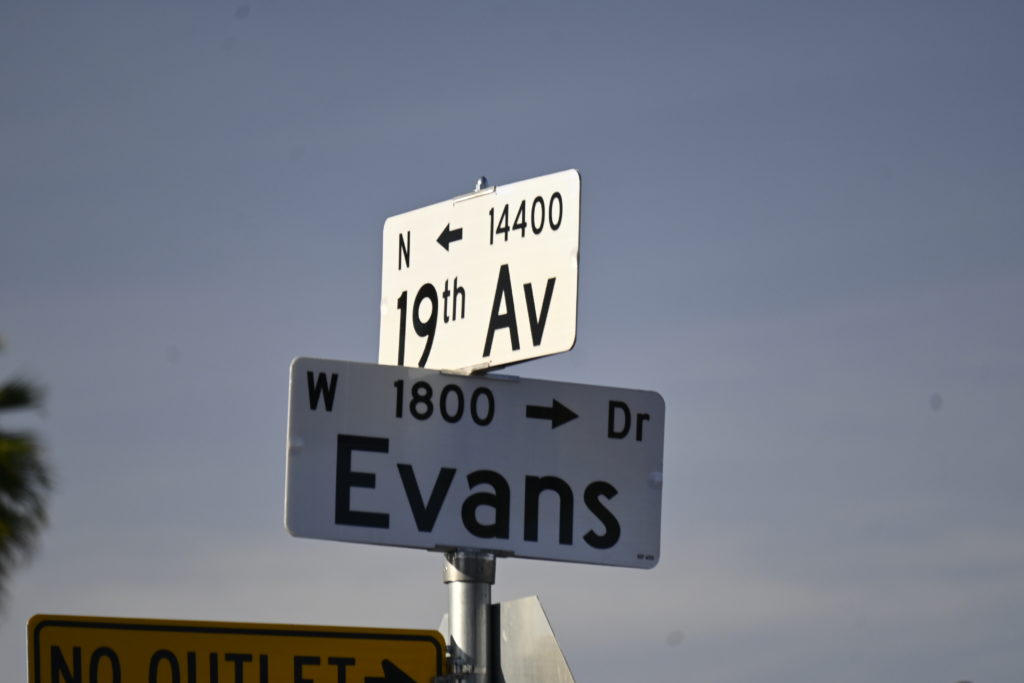 N ← 14400
19th Av
W 1800 → Dr
Evans
NO OUTLET →